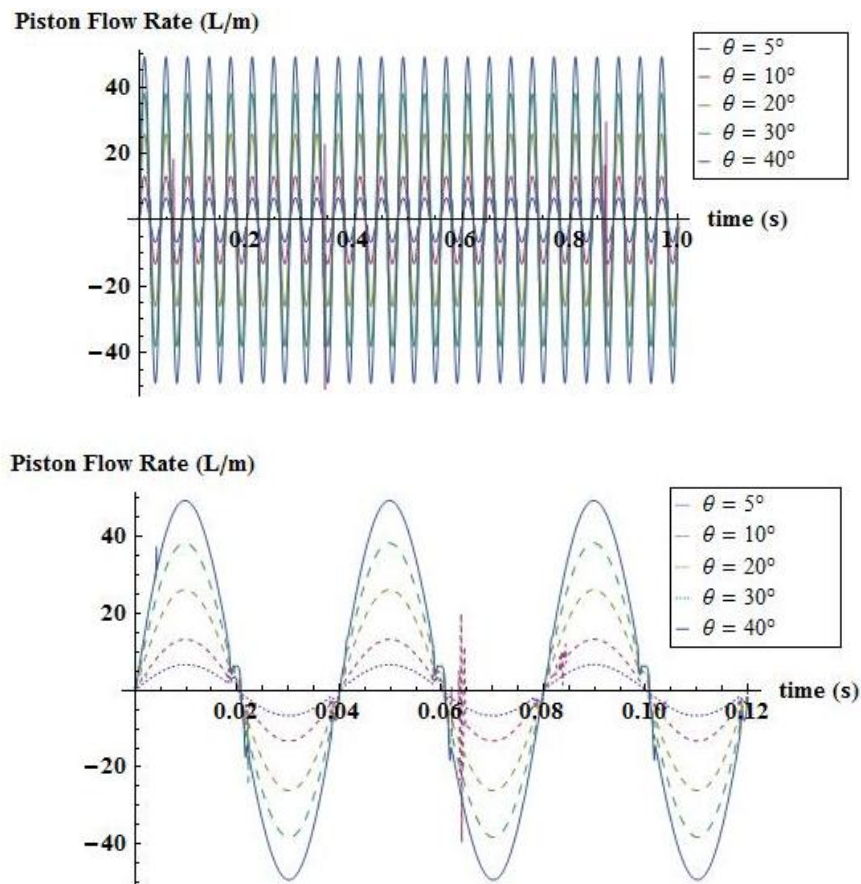 Piston Flow Rate (L/m)
40
20
−20
−40
0.2
0.4
0.6
0.8
1.0
time (s)
θ = 5°
θ = 10°
θ = 20°
θ = 30°
θ = 40°
Piston Flow Rate (L/m)
40
20
−20
−40
0.02
0.04
0.06
0.08
0.10
0.12
time (s)
θ = 5°
θ = 10°
θ = 20°
θ = 30°
θ = 40°